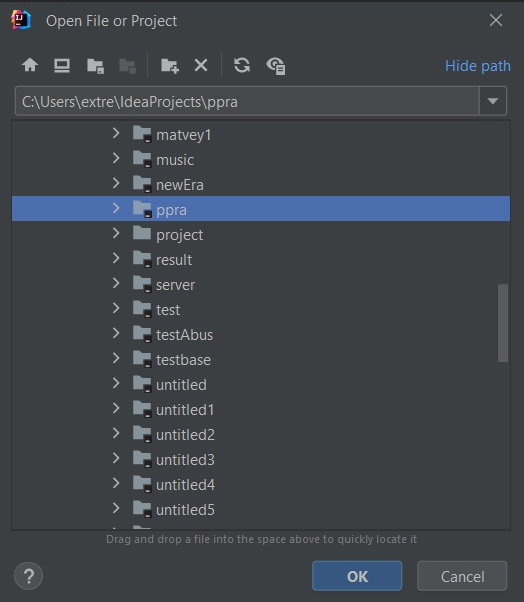 Open File or Project
Hide path
C:\Users\extre\IdeaProjects\ppra
matvey1
music
newEra
ppra
project
result
server
test
testAbus
testbase
untitled
untitled1
untitled2
untitled3
untitled4
untitled5
Drag and drop a file into the space above to quickly locate it
?
OK
Cancel